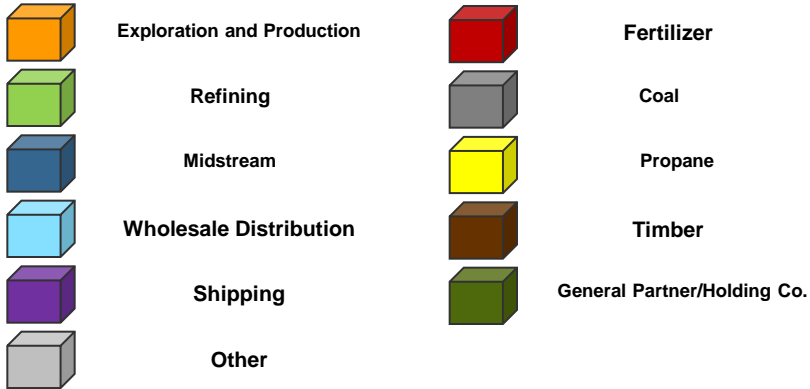 Exploration and Production
Fertilizer
Refining
Coal
Midstream
Propane
Wholesale Distribution
Timber
Shipping
General Partner/Holding Co.
Other